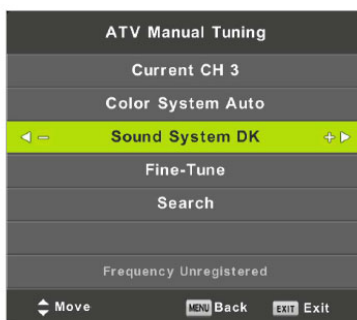 ATV Manual Tuning
Current CH 3
Color System Auto
− Sound System DK +
Fine-Tune
Search
Frequency Unregistered
Move MENU Back EXIT Exit